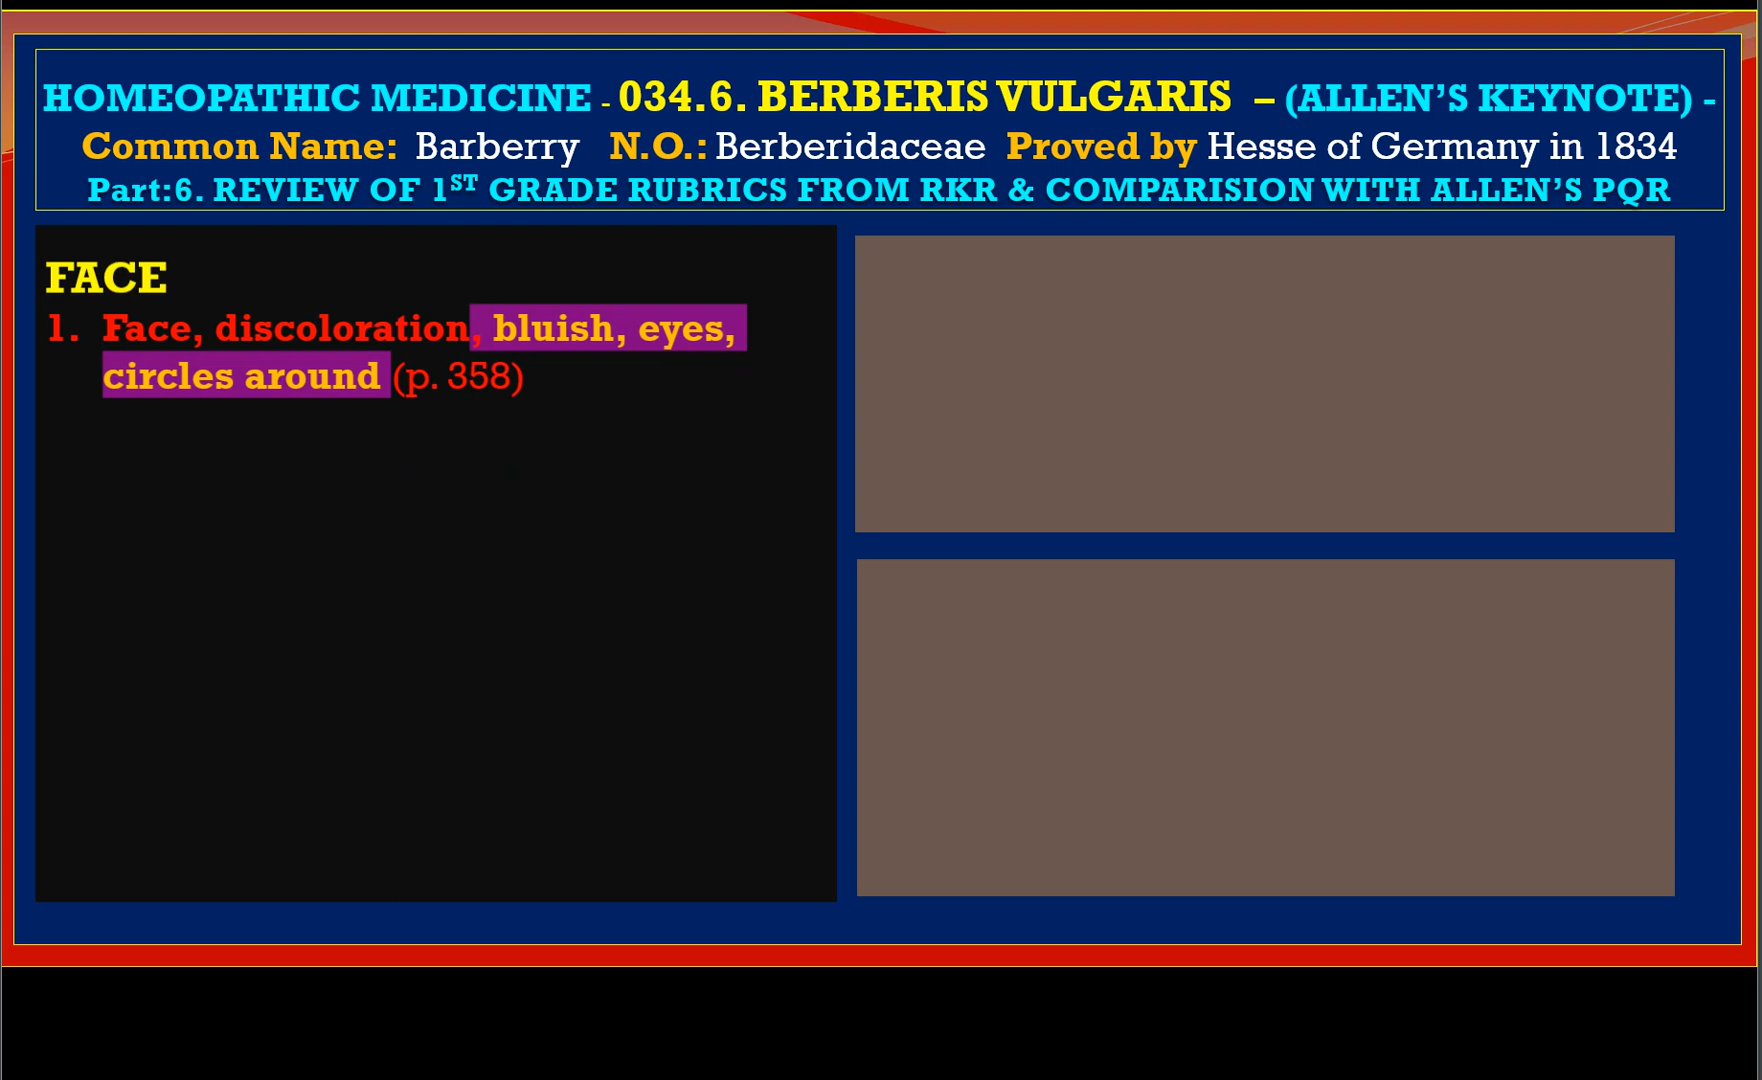 HOMEOPATHIC MEDICINE - 034.6. BERBERIS VULGARIS – (ALLEN’S KEYNOTE) -
Common Name: Barberry N.O.: Berberidaceae Proved by Hesse of Germany in 1834
Part:6. REVIEW OF 1ST GRADE RUBRICS FROM RKR & COMPARISION WITH ALLEN’S PQR
FACE
1. Face, discoloration, bluish, eyes,
circles around (p. 358)